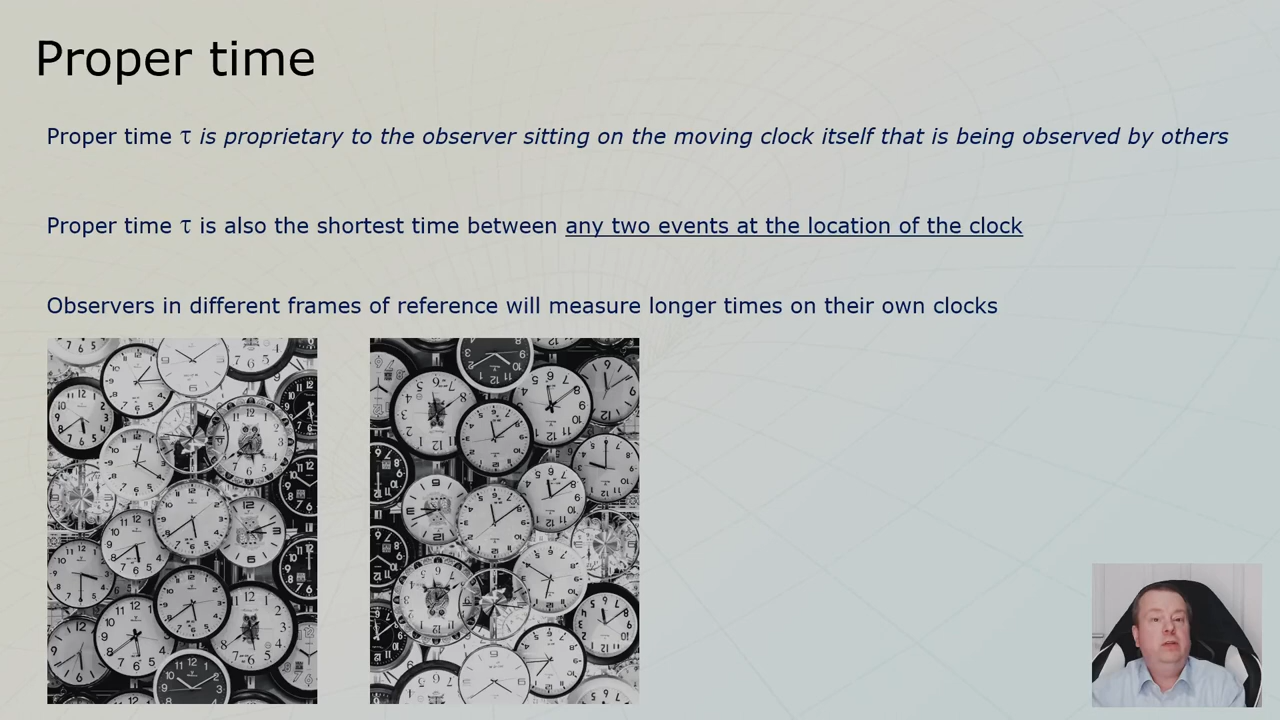 Proper time
Proper time τ is proprietary to the observer sitting on the moving clock itself that is being observed by others
Proper time τ is also the shortest time between any two events at the location of the clock
Observers in different frames of reference will measure longer times on their own clocks